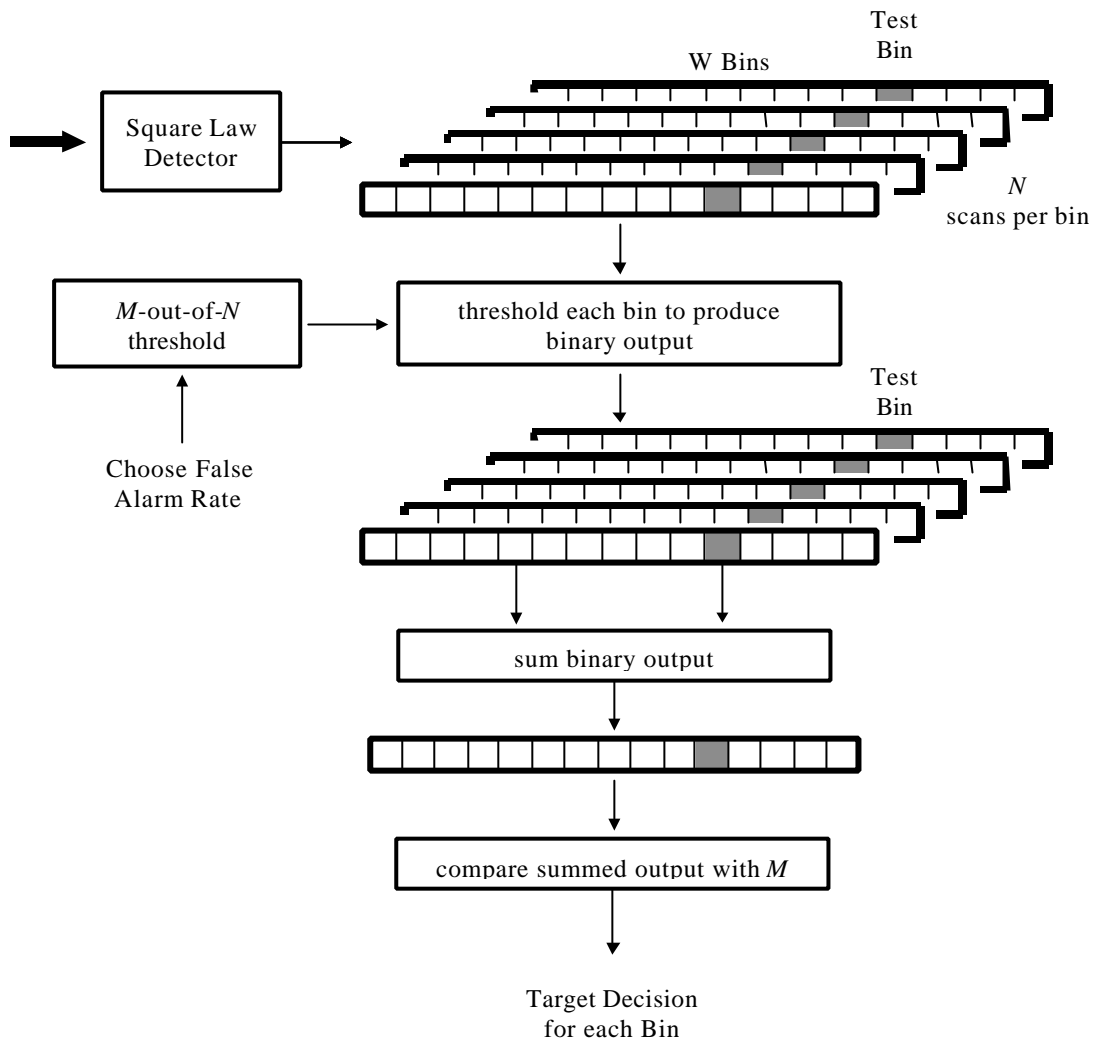 Test
Bin
W Bins
Square Law
Detector
N
scans per bin
M-out-of-N
threshold
threshold each bin to produce
binary output
Test
Bin
Choose False
Alarm Rate
sum binary output
compare summed output with M
Target Decision
for each Bin